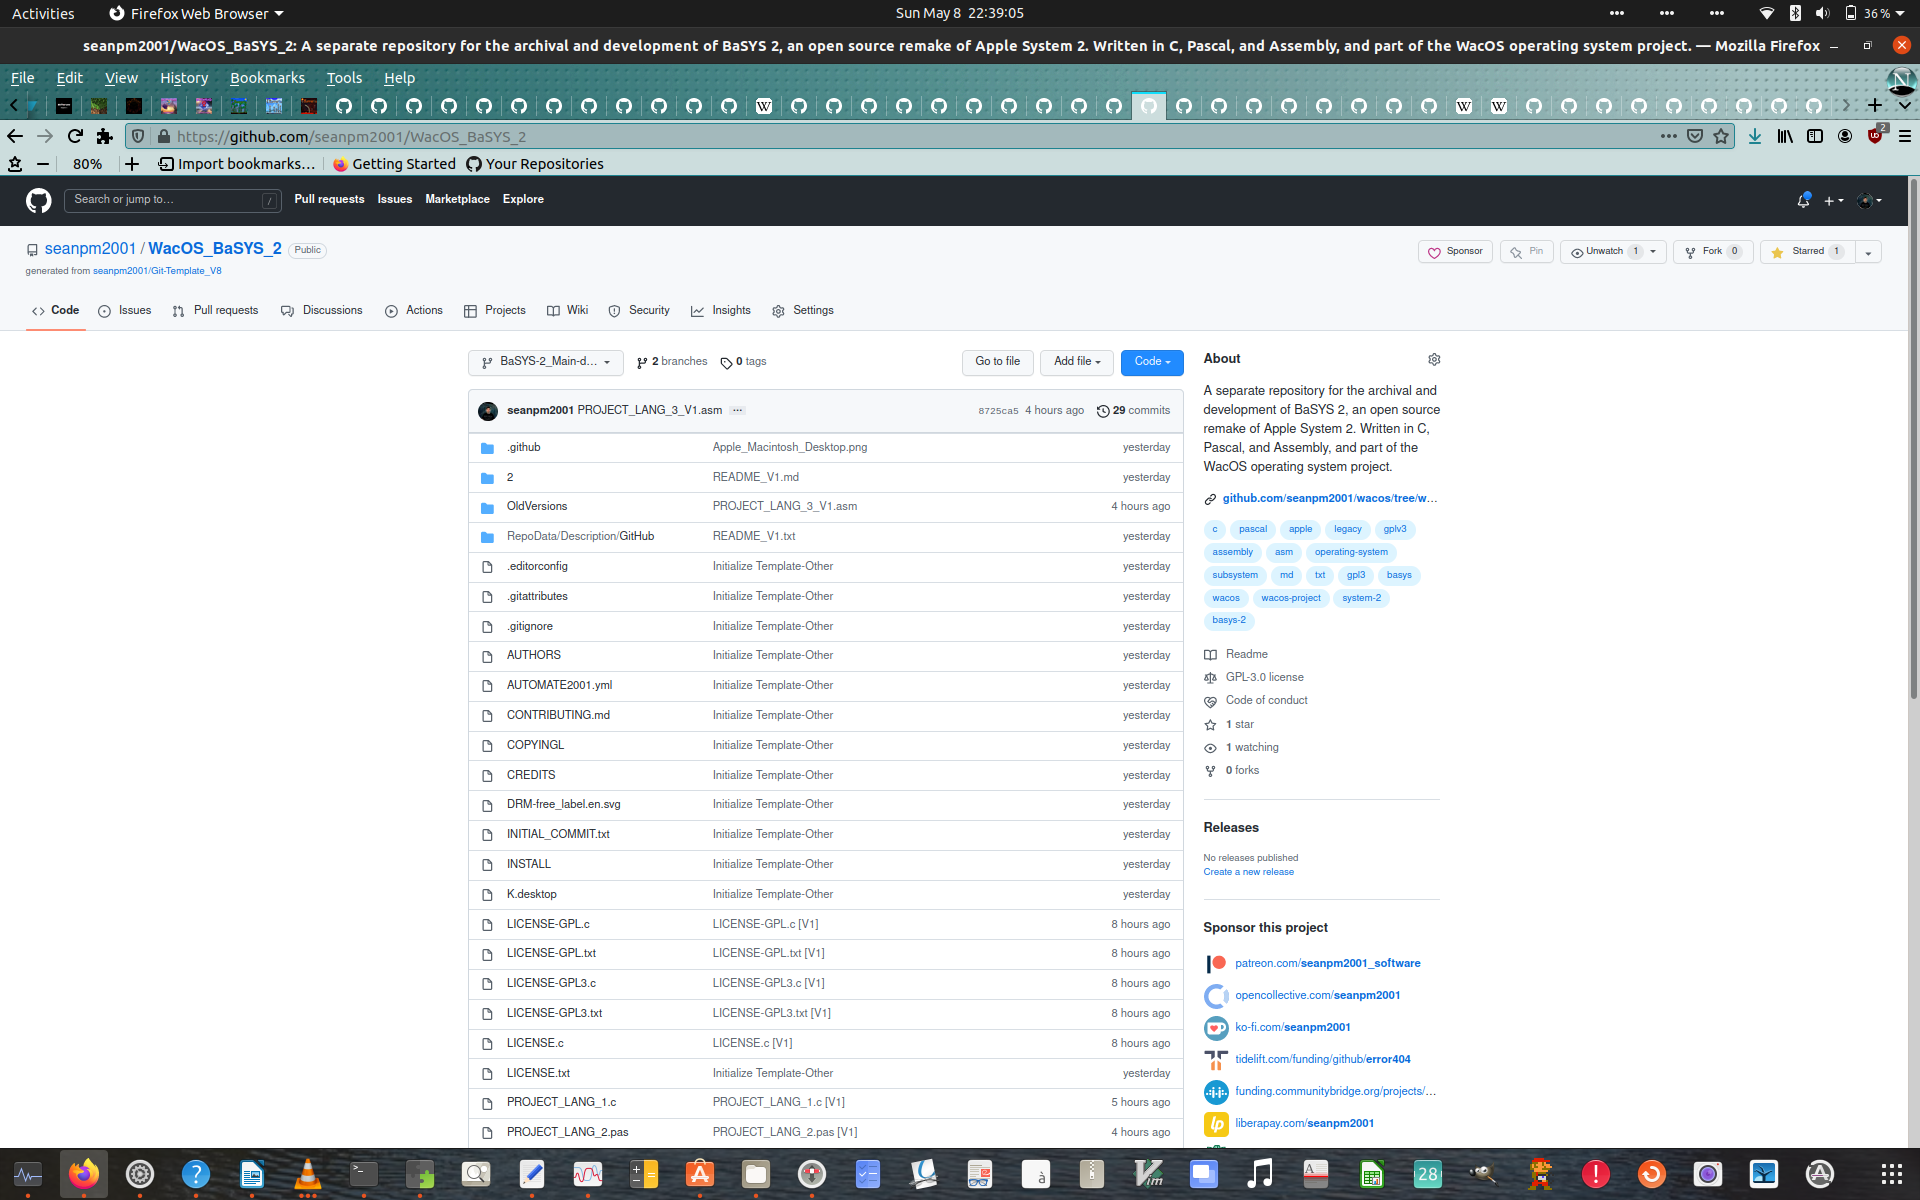 Activities
Firefox Web Browser
Sun May 8 22:39:05
36 %
seanpm2001/WacOS_BaSYS_2: A separate repository for the archival and development of BaSYS 2, an open source remake of Apple System 2. Written in C, Pascal, and Assembly, and part of the WacOS operating system project. — Mozilla Firefox
File Edit View History Bookmarks Tools Help
https://github.com/seanpm2001/WacOS_BaSYS_2
2
80%
Import bookmarks...
Getting Started
Your Repositories
Search or jump to...
/
Pull requests Issues Marketplace Explore
seanpm2001 / WacOS_BaSYS_2 Public
generated from seanpm2001/Git-Template_V8
Sponsor
Pin
Unwatch 1
Fork 0
Starred 1
Code
Issues
Pull requests
Discussions
Actions
Projects
Wiki
Security
Insights
Settings
BaSYS-2_Main-d...
2 branches
0 tags
Go to file
Add file
Code
seanpm2001 PROJECT_LANG_3_V1.asm ...
8725ca5 4 hours ago 29 commits
.github Apple_Macintosh_Desktop.png yesterday
2 README_V1.md yesterday
OldVersions PROJECT_LANG_3_V1.asm 4 hours ago
RepoData/Description/GitHub README_V1.txt yesterday
.editorconfig Initialize Template-Other yesterday
.gitattributes Initialize Template-Other yesterday
.gitignore Initialize Template-Other yesterday
AUTHORS Initialize Template-Other yesterday
AUTOMATE2001.yml Initialize Template-Other yesterday
CONTRIBUTING.md Initialize Template-Other yesterday
COPYINGL Initialize Template-Other yesterday
CREDITS Initialize Template-Other yesterday
DRM-free_label.en.svg Initialize Template-Other yesterday
INITIAL_COMMIT.txt Initialize Template-Other yesterday
INSTALL Initialize Template-Other yesterday
K.desktop Initialize Template-Other yesterday
LICENSE-GPL.c LICENSE-GPL.c [V1] 8 hours ago
LICENSE-GPL.txt LICENSE-GPL.txt [V1] 8 hours ago
LICENSE-GPL3.c LICENSE-GPL3.c [V1] 8 hours ago
LICENSE-GPL3.txt LICENSE-GPL3.txt [V1] 8 hours ago
LICENSE.c LICENSE.c [V1] 8 hours ago
LICENSE.txt Initialize Template-Other yesterday
PROJECT_LANG_1.c PROJECT_LANG_1.c [V1] 5 hours ago
PROJECT_LANG_2.pas PROJECT_LANG_2.pas [V1] 4 hours ago
About
A separate repository for the archival and
development of BaSYS 2, an open source
remake of Apple System 2. Written in C,
Pascal, and Assembly, and part of the
WacOS operating system project.
github.com/seanpm2001/wacos/tree/w...
c pascal apple legacy gplv3
assembly asm operating-system
subsystem md txt gpl3 basys
wacos wacos-project system-2
basys-2
Readme
GPL-3.0 license
Code of conduct
1 star
1 watching
0 forks
Releases
No releases published
Create a new release
Sponsor this project
patreon.com/seanpm2001_software
opencollective.com/seanpm2001
ko-fi.com/seanpm2001
tidelift.com/funding/github/error404
funding.communitybridge.org/projects/...
lp liberapay.com/seanpm2001
28